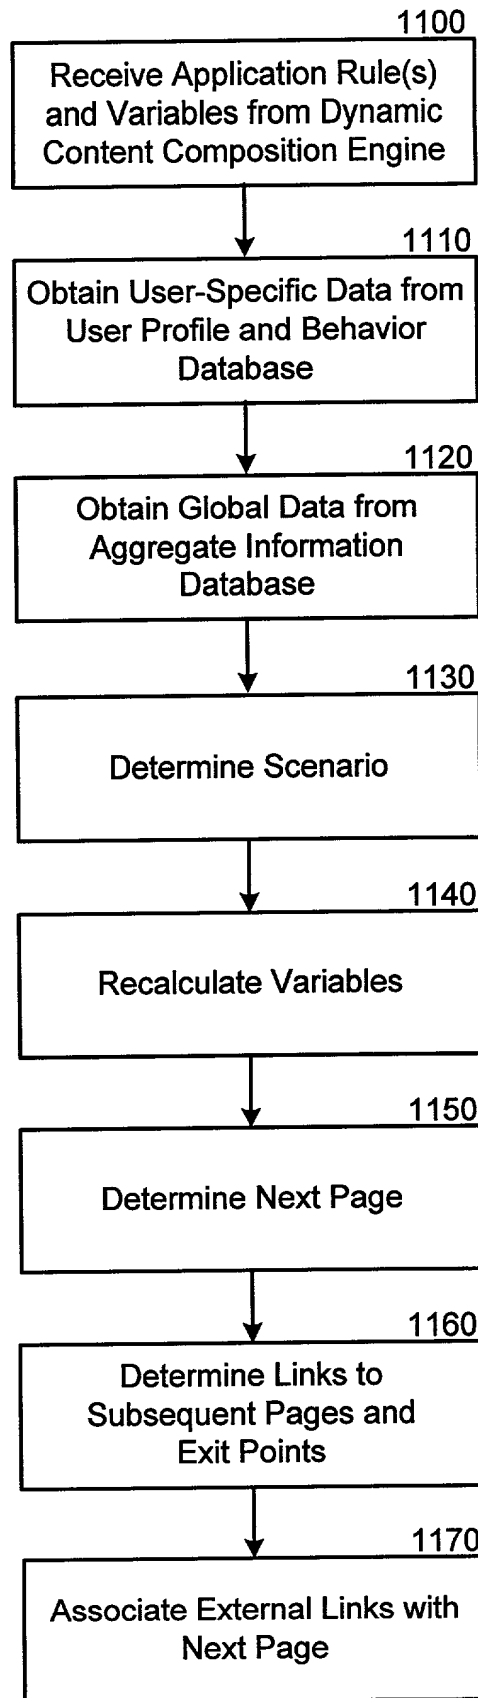 1100
Receive Application Rule(s)
and Variables from Dynamic
Content Composition Engine
1110
Obtain User-Specific Data from
User Profile and Behavior
Database
1120
Obtain Global Data from
Aggregate Information
Database
1130
Determine Scenario
1140
Recalculate Variables
1150
Determine Next Page
1160
Determine Links to
Subsequent Pages and
Exit Points
1170
Associate External Links with
Next Page